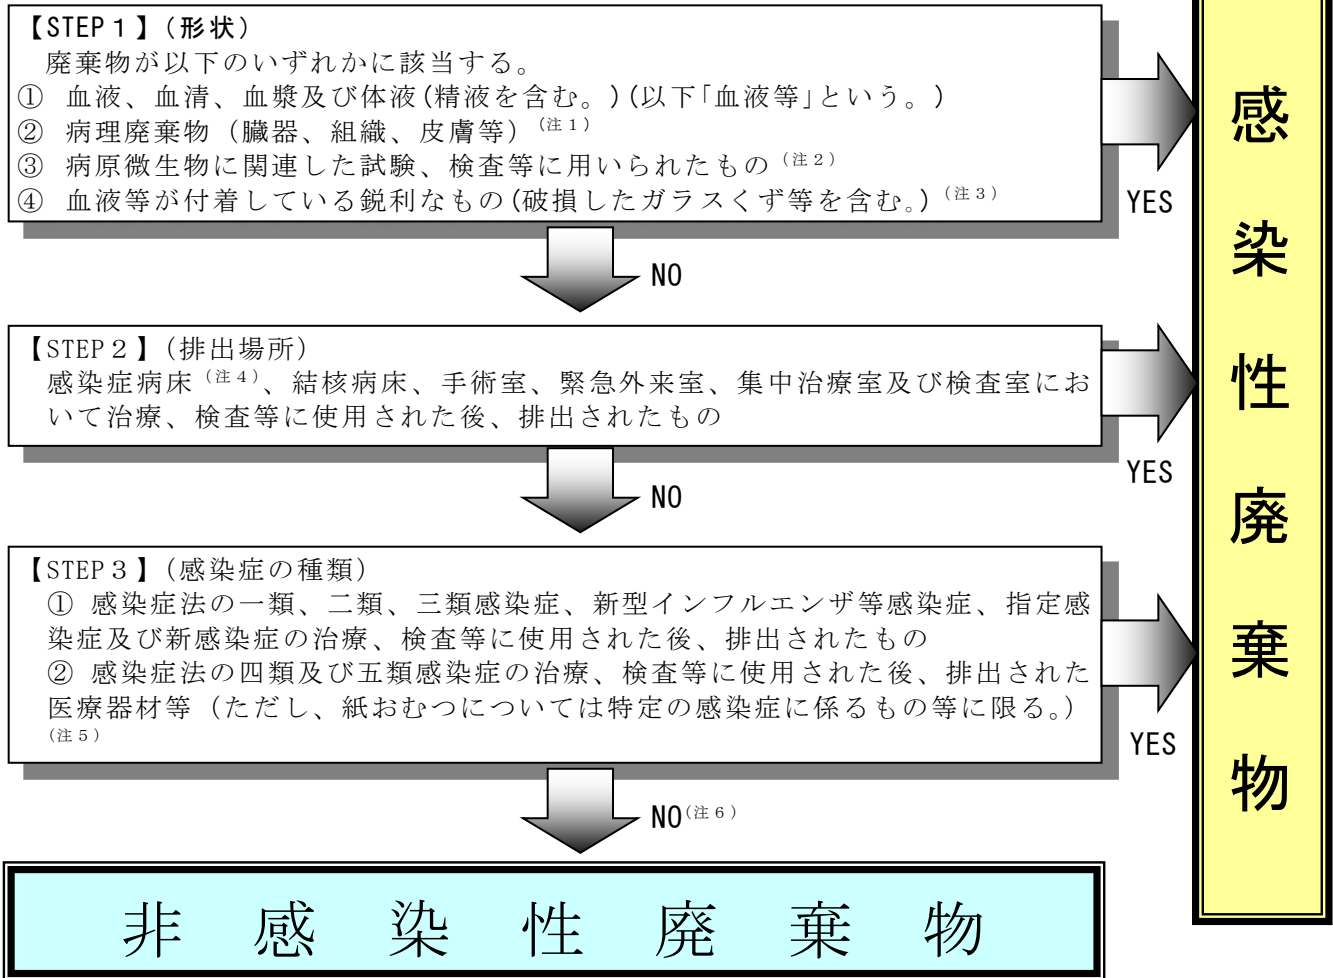 【STEP1】(形状)
廃棄物が以下のいずれかに該当する。
① 血液、血清、血漿及び体液(精液を含む。)(以下「血液等」という。)
② 病理廃棄物（臓器、組織、皮膚等）(注1)
③ 病原微生物に関連した試験、検査等に用いられたもの(注2)
④ 血液等が付着している鋭利なもの(破損したガラスくず等を含む。)(注3)
YES
NO
【STEP2】(排出場所)
感染症病床(注4)、結核病床、手術室、緊急外来室、集中治療室及び検査室にお
いて治療、検査等に使用された後、排出されたもの
YES
NO
【STEP3】(感染症の種類)
① 感染症法の一類、二類、三類感染症、新型インフルエンザ等感染症、指定感
染症及び新感染症の治療、検査等に使用された後、排出されたもの
② 感染症法の四類及び五類感染症の治療、検査等に使用された後、排出された
医療器材等（ただし、紙おむつについては特定の感染症に係るもの等に限る。）
(注5)
YES
NO(注6)
非感染性廃棄物
感染性廃棄物